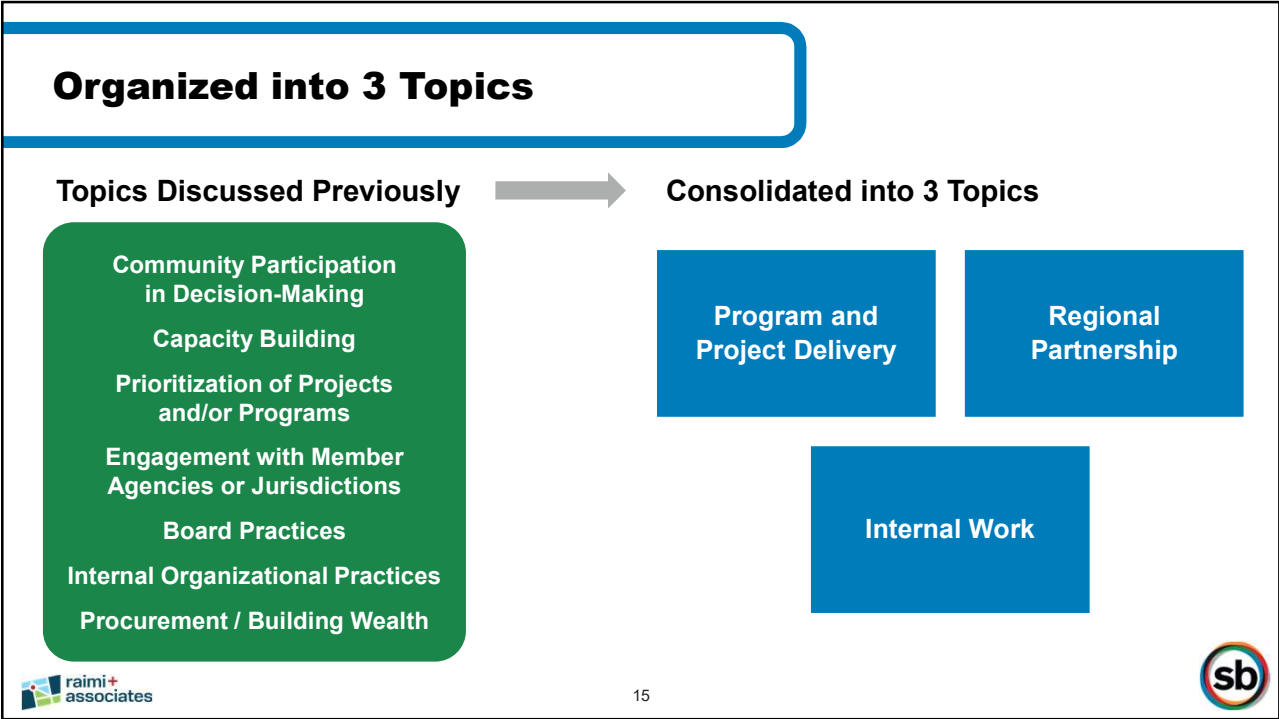 Organized into 3 Topics
Topics Discussed Previously
Community Participation
in Decision-Making
Capacity Building
Prioritization of Projects
and/or Programs
Engagement with Member
Agencies or Jurisdictions
Board Practices
Internal Organizational Practices
Procurement / Building Wealth
Consolidated into 3 Topics
Program and
Project Delivery
Regional
Partnership
Internal Work
raimi+
associates
15
sb